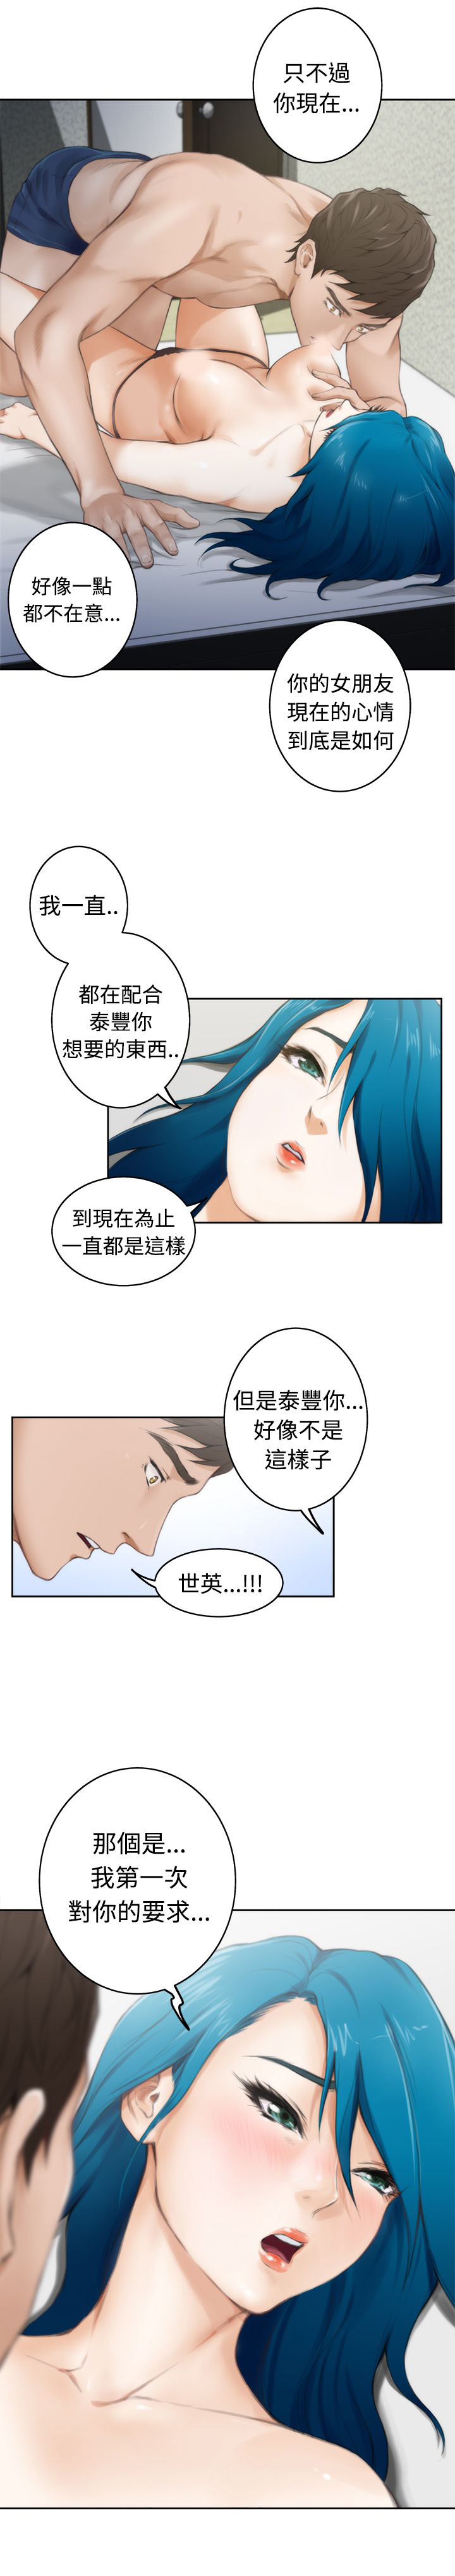 只不過
你現在...
好像一點
都不在意...
你的女朋友
現在的心情
到底是如何
我一直..
都在配合
泰豐你
想要的東西..
到現在為止
一直都是這樣
但是泰豐你...
好像不是
這樣子
世英...!!!
那個是...
我第一次
對你的要求...